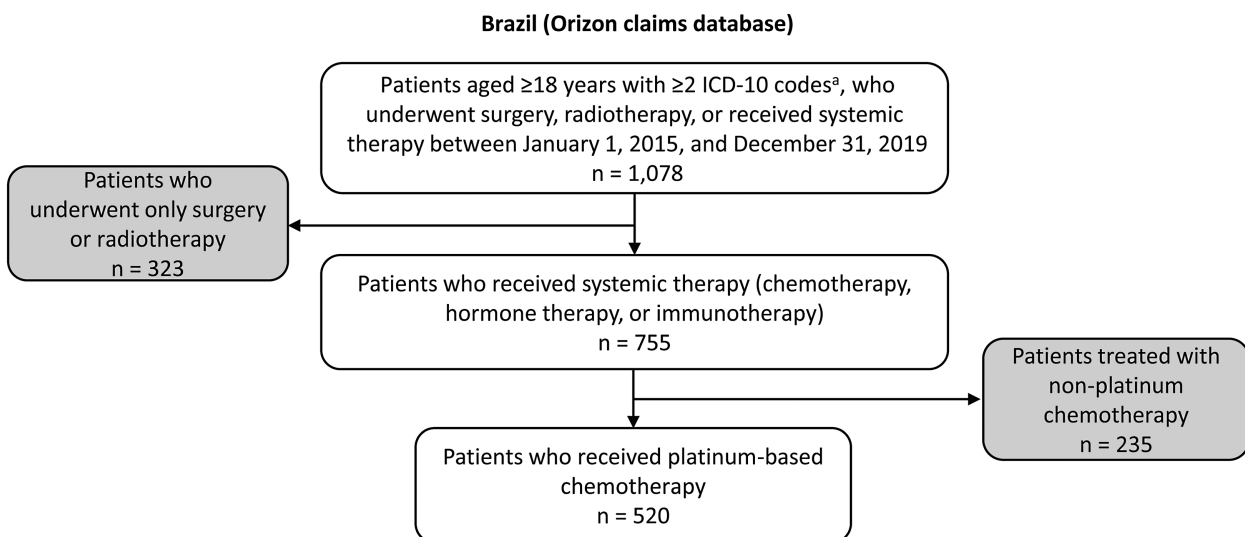 Brazil (Orizon claims database)
Patients aged ≥18 years with ≥2 ICD-10 codesᵃ, who
underwent surgery, radiotherapy, or received systemic
therapy between January 1, 2015, and December 31, 2019
n = 1,078
Patients who
underwent only surgery
or radiotherapy
n = 323
Patients who received systemic therapy (chemotherapy,
hormone therapy, or immunotherapy)
n = 755
Patients treated with
non-platinum
chemotherapy
n = 235
Patients who received platinum-based
chemotherapy
n = 520